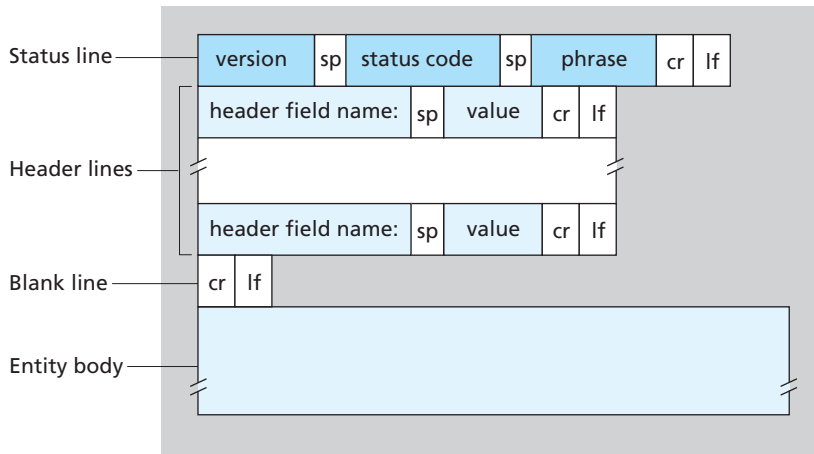 Status line version sp status code sp phrase cr lf
header field name: sp value cr lf
Header lines
header field name: sp value cr lf
Blank line cr lf
Entity body